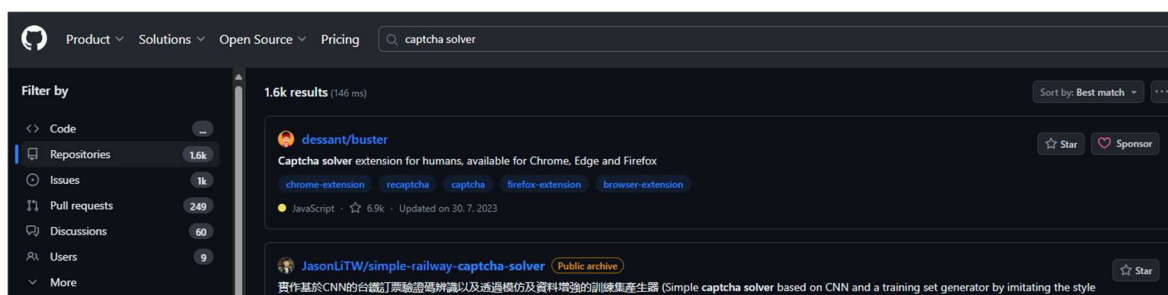 Product Solutions Open Source Pricing captcha solver
Filter by
1.6k results (146 ms)
Sort by: Best match
Code ...
Repositories 1.6k
Issues 1k
Pull requests 249
Discussions 60
Users 9
More
dessant/buster
Star Sponsor
Captcha solver extension for humans, available for Chrome, Edge and Firefox
chrome-extension recaptcha captcha firefox-extension browser-extension
JavaScript · 6.9k · Updated on 30. 7. 2023
JasonLiTW/simple-railway-captcha-solver Public archive
Star
實作基於CNN的台鐵訂票驗證碼辨識以及透過模仿及資料增強的訓練集產生器 (Simple captcha solver based on CNN and a training set generator by imitating the style